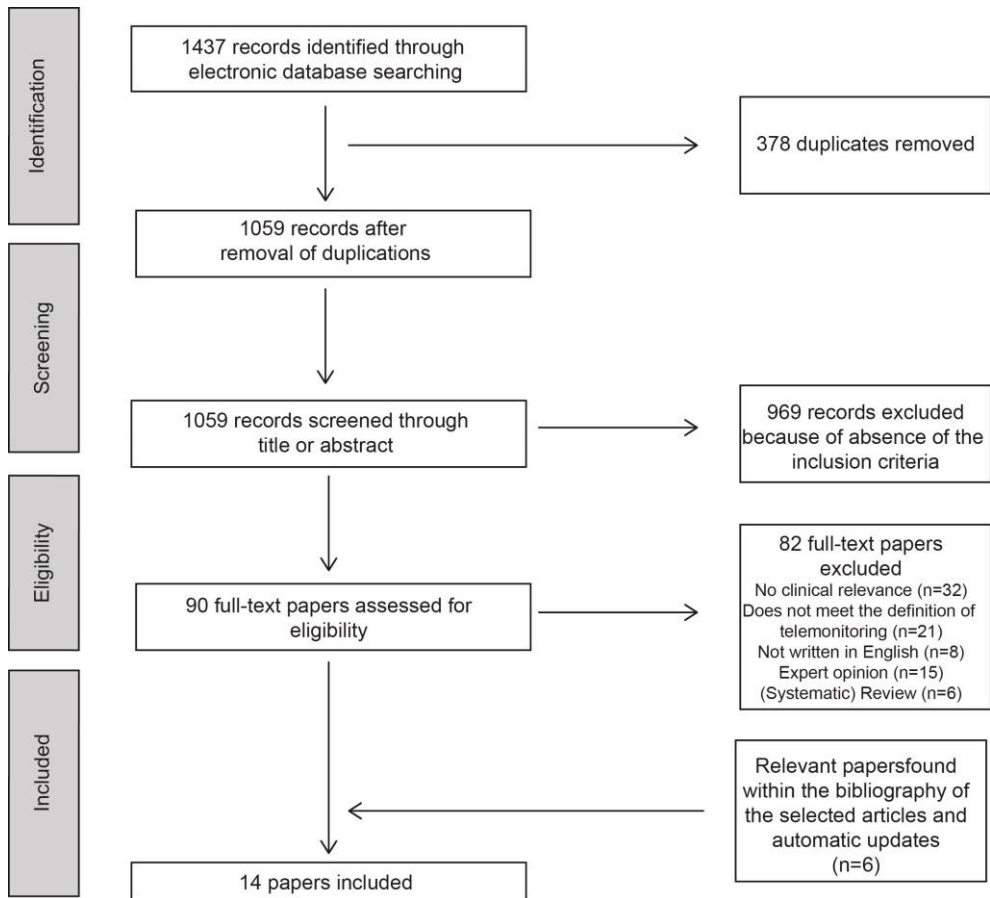 Identification
1437 records identified through
electronic database searching
378 duplicates removed
1059 records after
removal of duplications
Screening
1059 records screened through
title or abstract
969 records excluded
because of absence of the
inclusion criteria
Eligibility
90 full-text papers assessed for
eligibility
82 full-text papers
excluded
No clinical relevance (n=32)
Does not meet the definition of
telemonitoring (n=21)
Not written in English (n=8)
Expert opinion (n=15)
(Systematic) Review (n=6)
Included
Relevant papersfound
within the bibliography of
the selected articles and
automatic updates
(n=6)
14 papers included